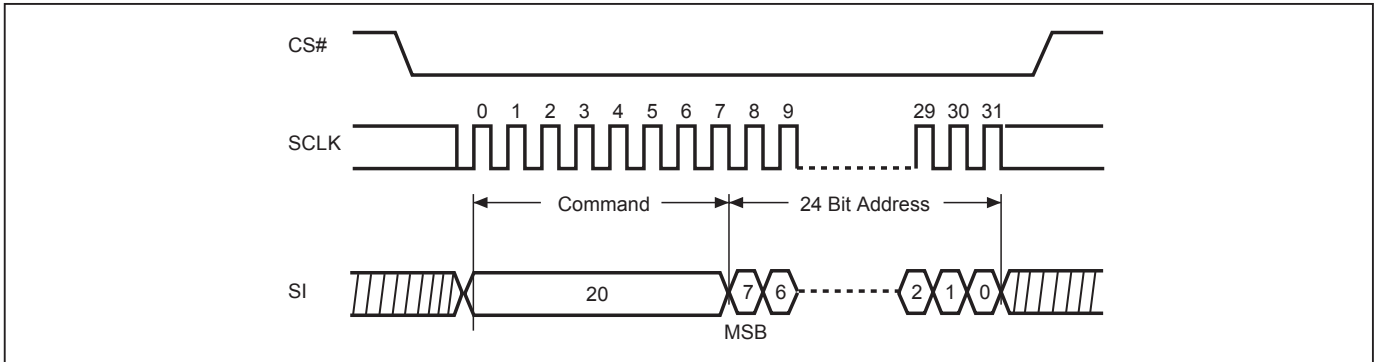 CS#
0 1 2 3 4 5 6 7 8 9 29 30 31
SCLK
Command 24 Bit Address
SI 20 7 6 2 1 0
MSB